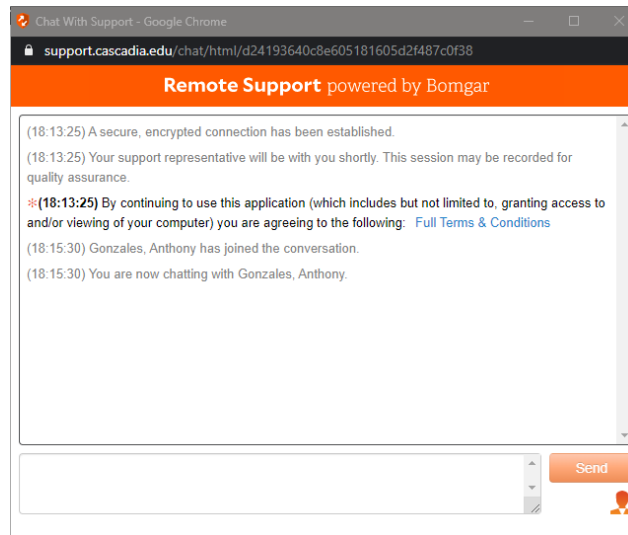 Chat With Support - Google Chrome
support.cascadia.edu/chat/html/d24193640c8e605181605d2f487c0f38
Remote Support powered by Bomgar
(18:13:25) A secure, encrypted connection has been established.
(18:13:25) Your support representative will be with you shortly. This session may be recorded for
quality assurance.
*(18:13:25) By continuing to use this application (which includes but not limited to, granting access to
and/or viewing of your computer) you are agreeing to the following: Full Terms & Conditions
(18:15:30) Gonzales, Anthony has joined the conversation.
(18:15:30) You are now chatting with Gonzales, Anthony.
Send